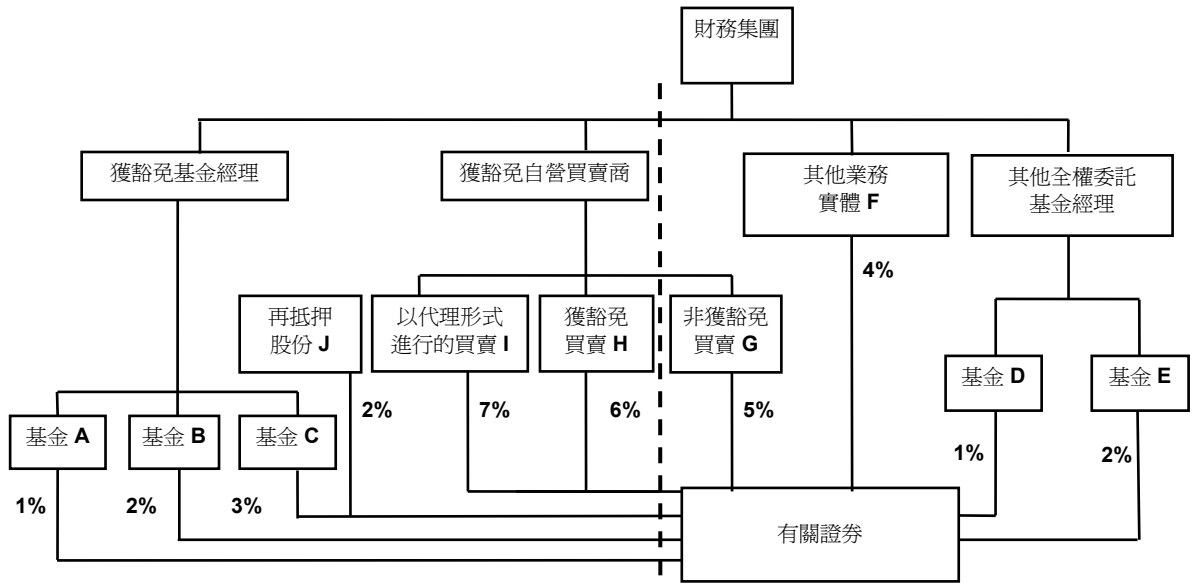 財務集團
獲豁免基金經理
獲豁免自營買賣商
其他業務
實體 F
其他全權委託
基金經理
4%
再抵押
股份 J
以代理形式
進行的買賣 I
獲豁免
買賣 H
非獲豁免
買賣 G
基金 D
基金 E
2%
7%
6%
5%
基金 A
基金 B
基金 C
1%
2%
1%
2%
3%
有關證券